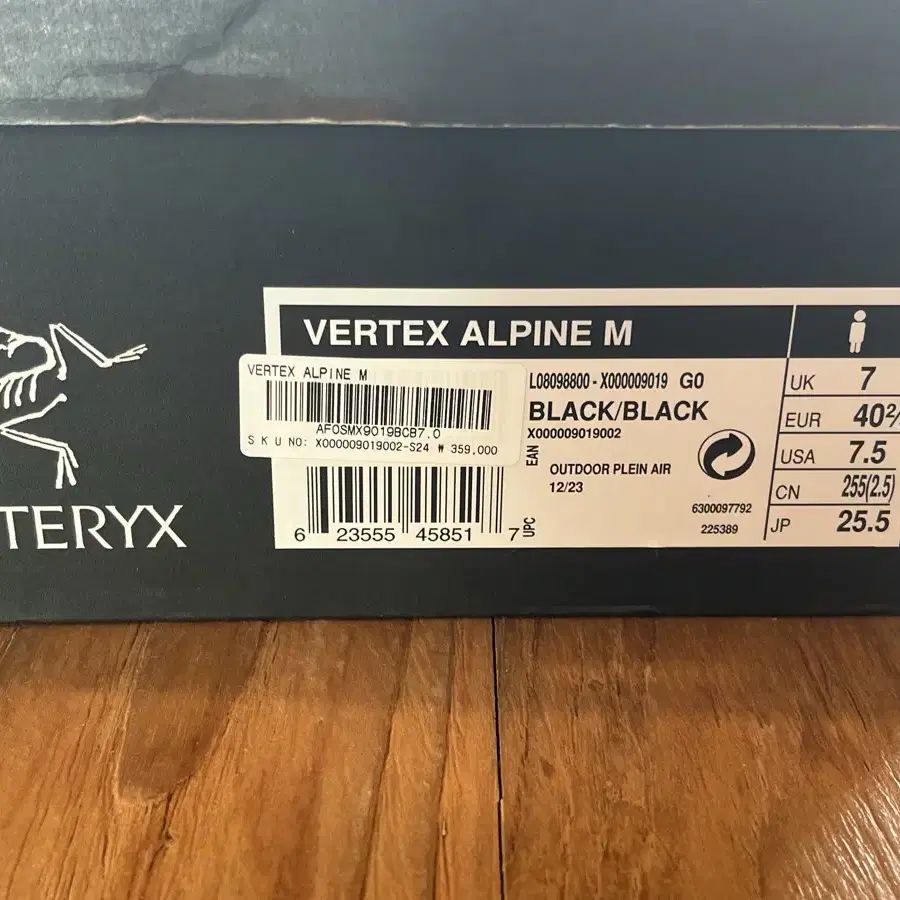 TERYX
VERTEX ALPINE M
VERTEX ALPINE M
AFOSMX9019BCB7.0
SKU NO: X000009019002-S24 ₩ 359,000
6 23555 45851 7
UPC
EAN
L08098800 - X000009019 G0
BLACK/BLACK
X000009019002
OUTDOOR PLEIN AIR
12/23
6300097792
225389
UK 7
EUR 40⅔
USA 7.5
CN 255(2.5)
JP 25.5